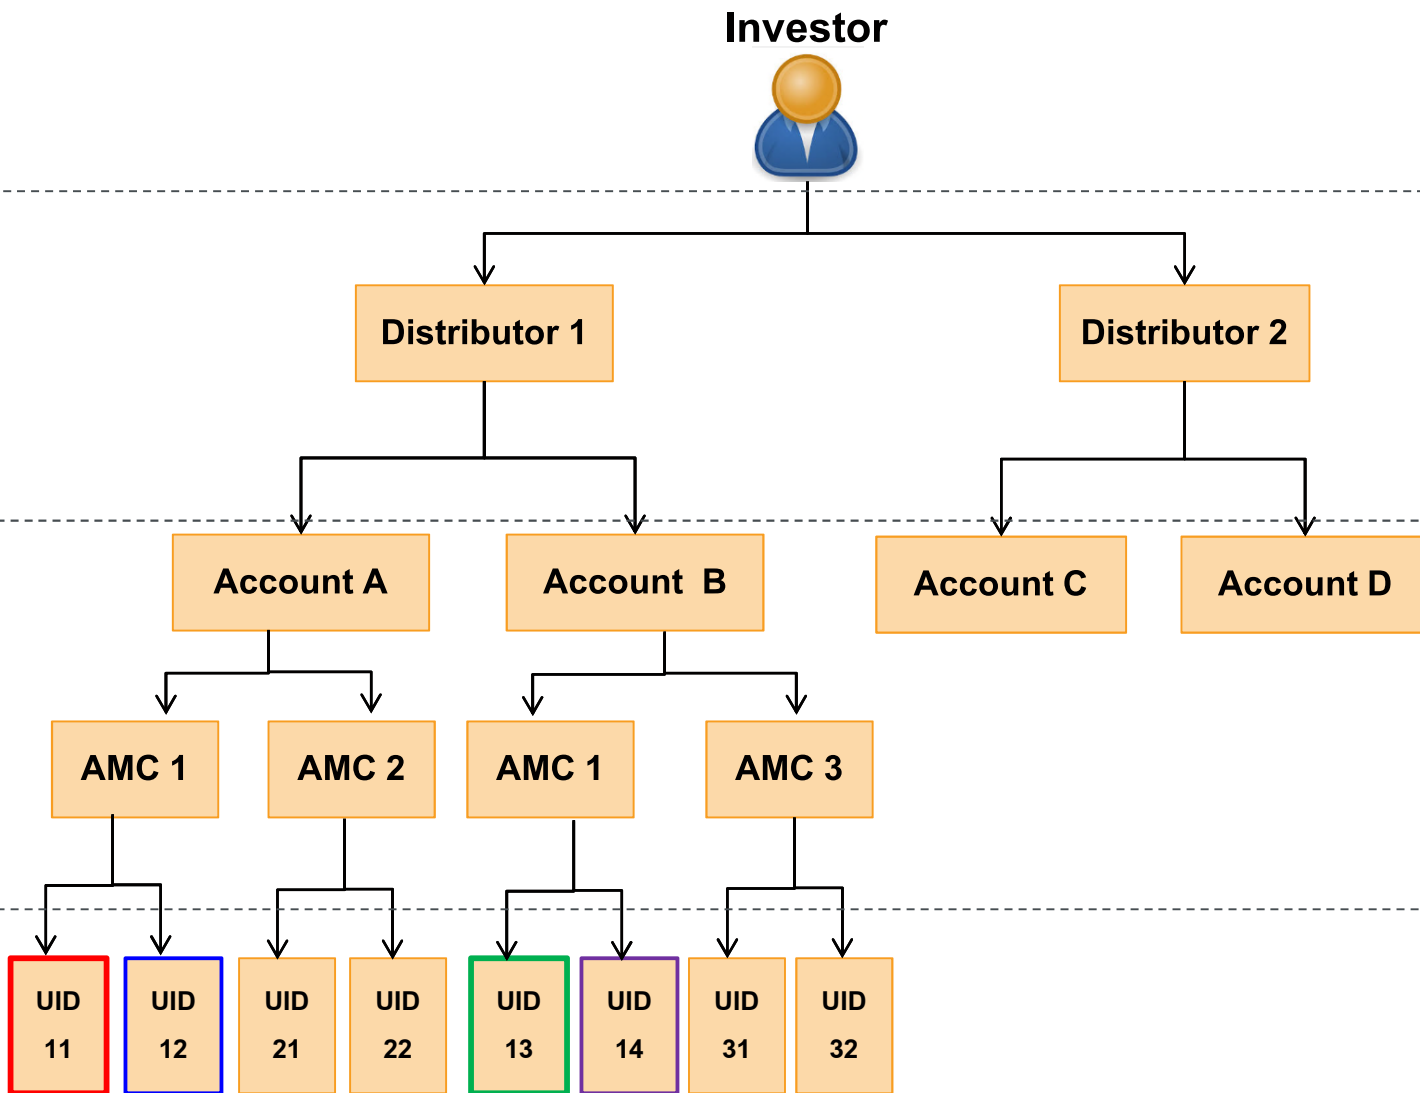 Investor
Distributor 1
Distributor 2
Account A
Account B
Account C
Account D
AMC 1
AMC 2
AMC 1
AMC 3
UID
11
UID
12
UID
21
UID
22
UID
13
UID
14
UID
31
UID
32